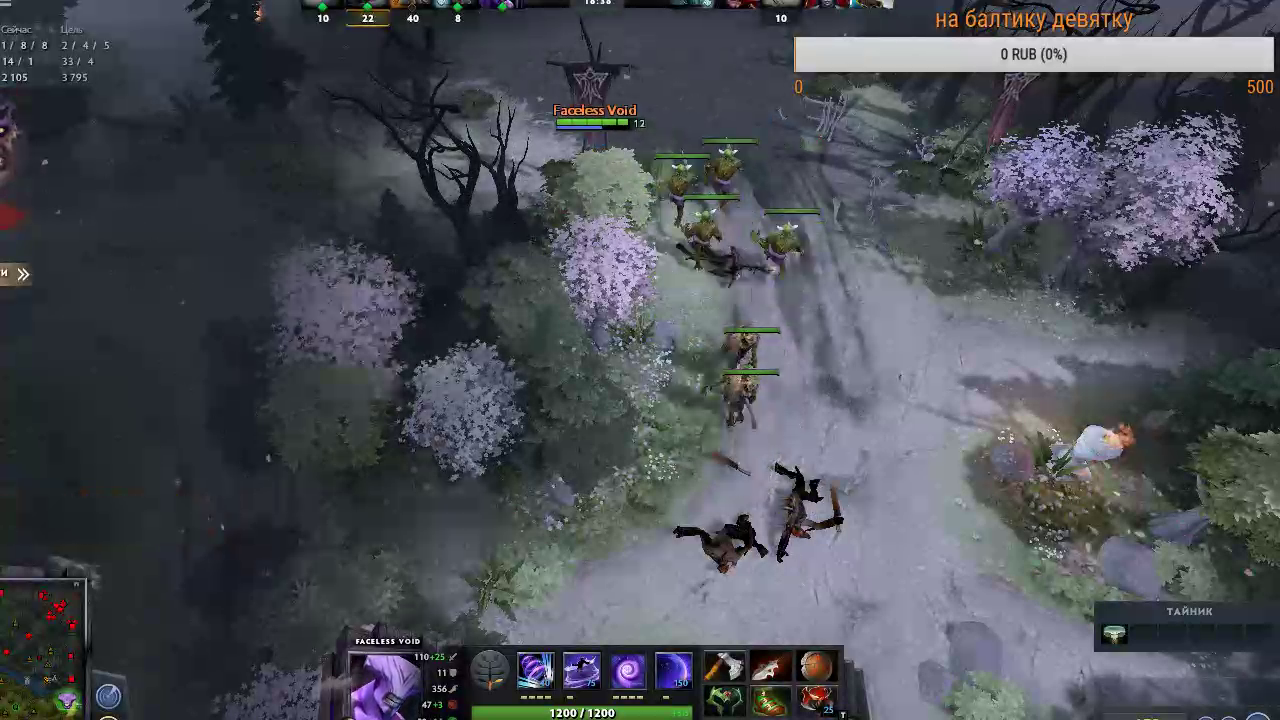 18:38
10 22 40 8 10
на балтику девятку
0 RUB (0%)
0 500
Сейчас Цель
1 / 8 / 8 2 / 4 / 5
14 / 1 33 / 4
2 105 3 795
Faceless Void
12
И
ТАЙНИК
FACELESS VOID
110+25
11
356
47+3
75
150
25
T
1200 / 1200